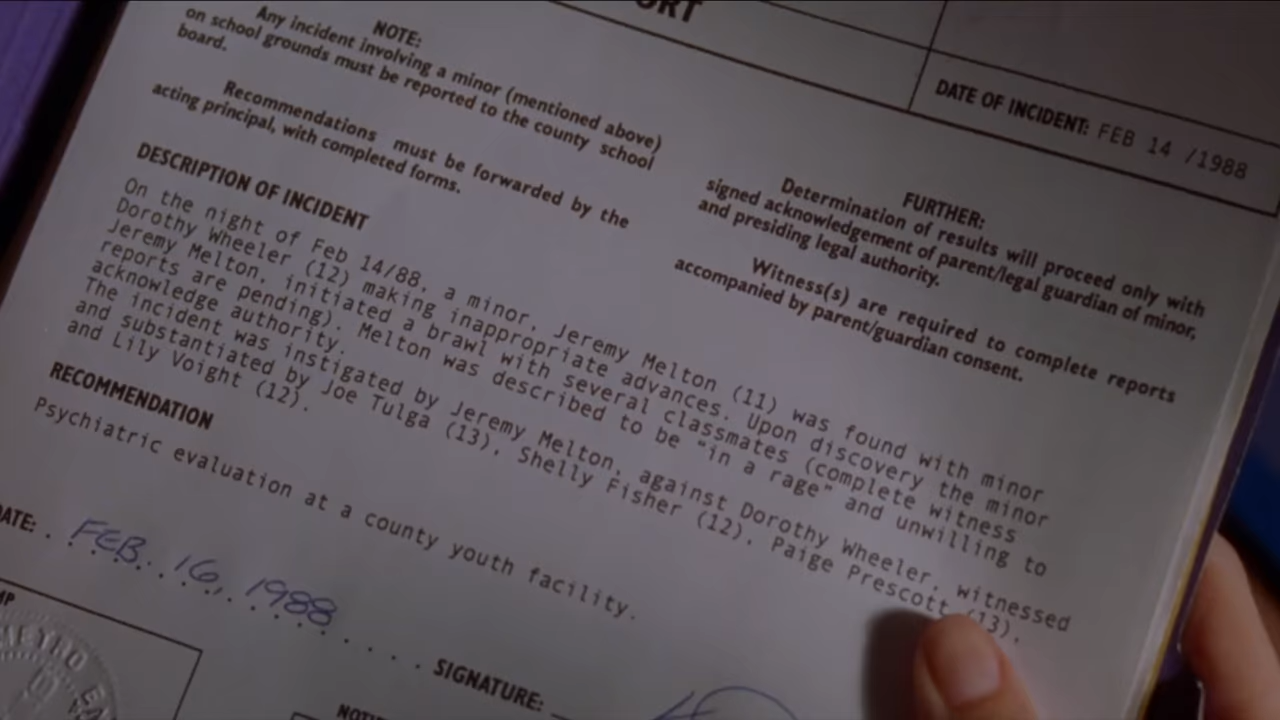 ORT
DATE OF INCIDENT: FEB 14 /1988
NOTE:
Any incident involving a minor (mentioned above)
on school grounds must be reported to the county school
board.
Recommendations must be forwarded by the
acting principal, with completed forms.
FURTHER:
Determination of results will proceed only with
signed acknowledgement of parent/legal guardian of minor,
and presiding legal authority.
Witness(s) are required to complete reports
accompanied by parent/guardian consent.
DESCRIPTION OF INCIDENT
On the night of Feb 14/88, a minor, Jeremy Melton (11) was found with minor
Dorothy Wheeler (12) making inappropriate advances. Upon discovery the minor
Jeremy Melton, initiated a brawl with several classmates (complete witness
reports are pending). Melton was described to be "in a rage" and unwilling to
acknowledge authority.
The incident was instigated by Jeremy Melton, against Dorothy Wheeler, witnessed
and substantiated by Joe Tulga (13), Shelly Fisher (12), Paige Prescott (13),
and Lily Voight (12).
RECOMMENDATION
Psychiatric evaluation at a county youth facility.
DATE: FEB. 16, 1988
SIGNATURE: